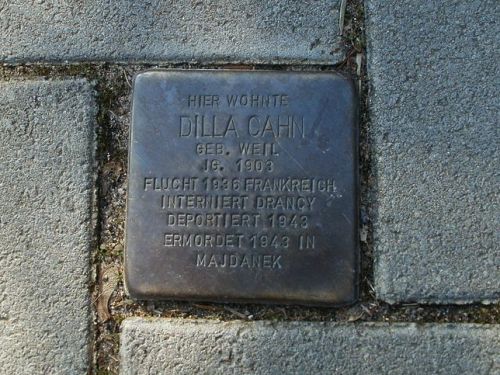 HIER WOHNTE
DILLA CAHN
GEB. WEIL
JG. 1903
FLUCHT 1936 FRANKREICH
INTERNIERT DRANCY
DEPORTIERT 1943
ERMORDET 1943 IN
MAJDANEK